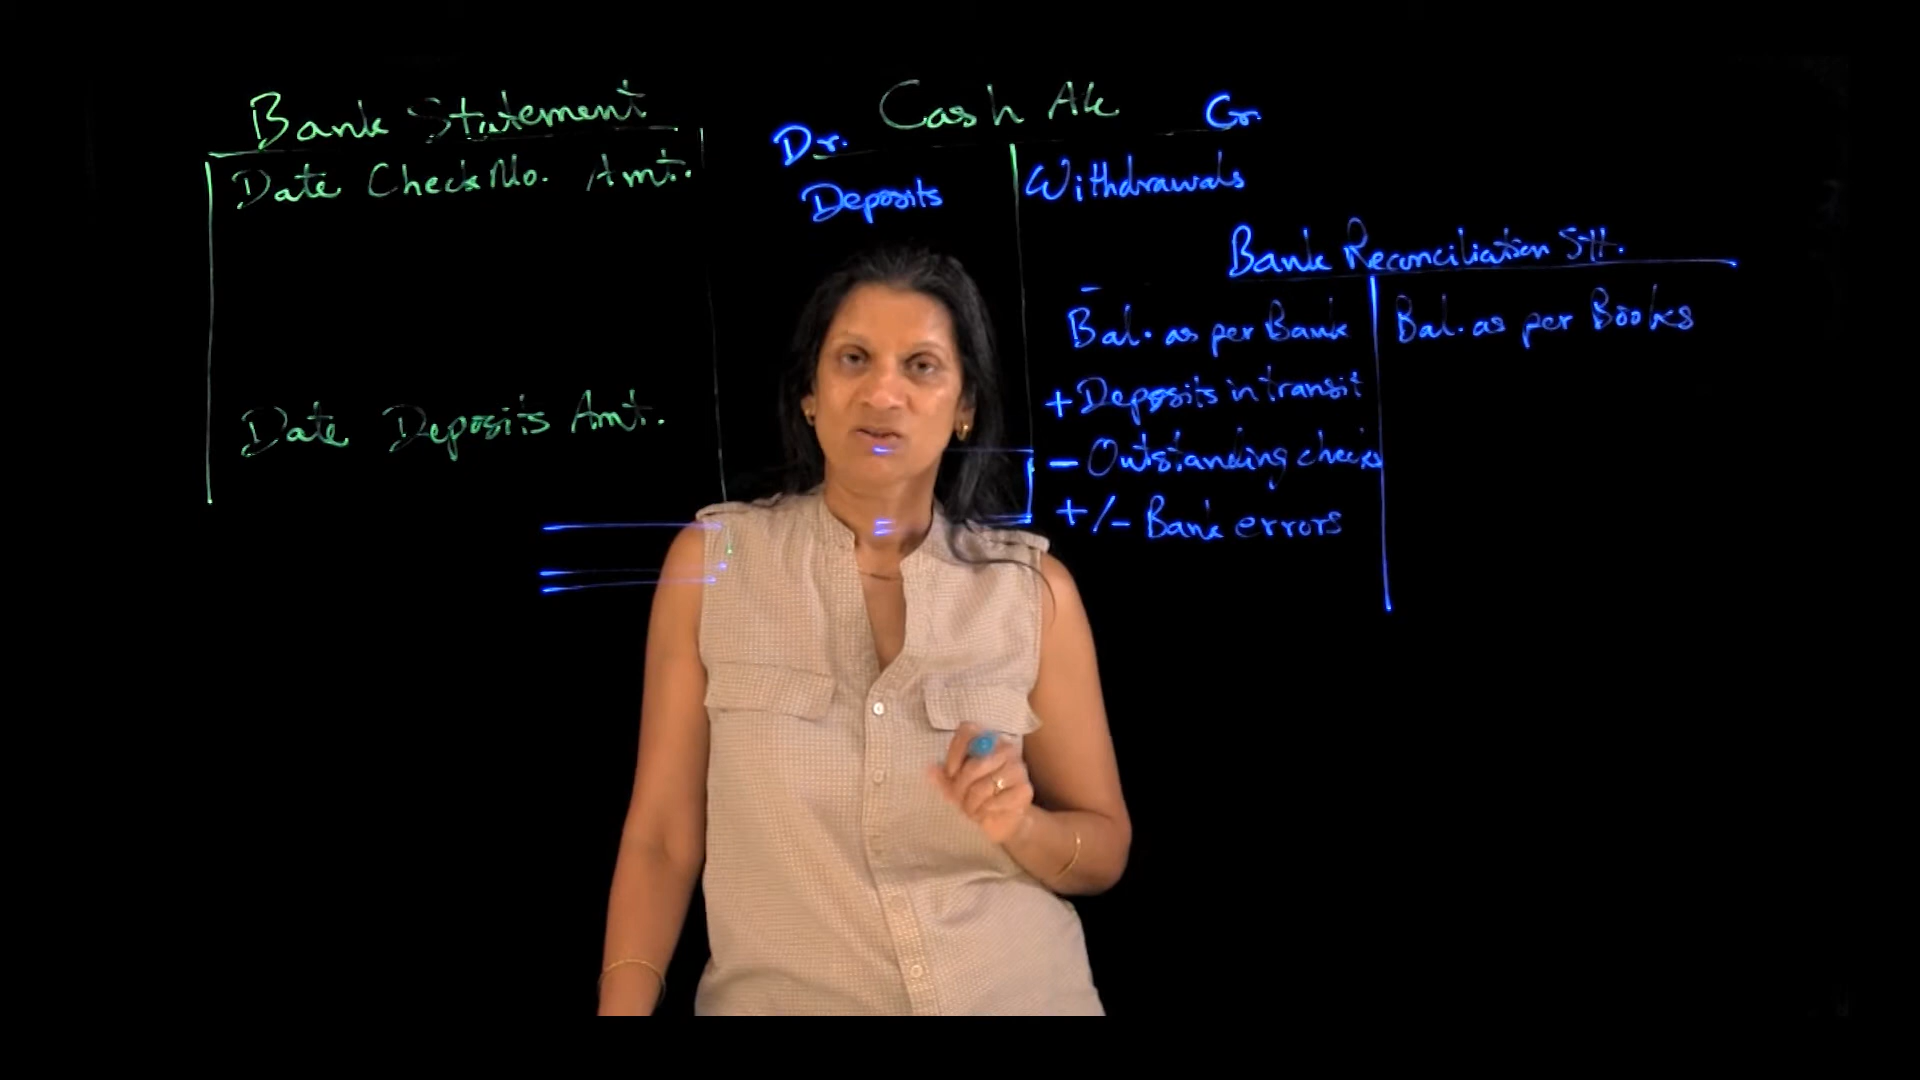 Bank Statement
Date Check No. Amt.
Date Deposits Amt.
Cash A/c
Dr.
Cr.
Deposits
Withdrawals
Bank Reconciliation Stt.
Bal. as per Bank
+ Deposits in transit
- Outstanding checks
+/- Bank errors
Bal. as per Books